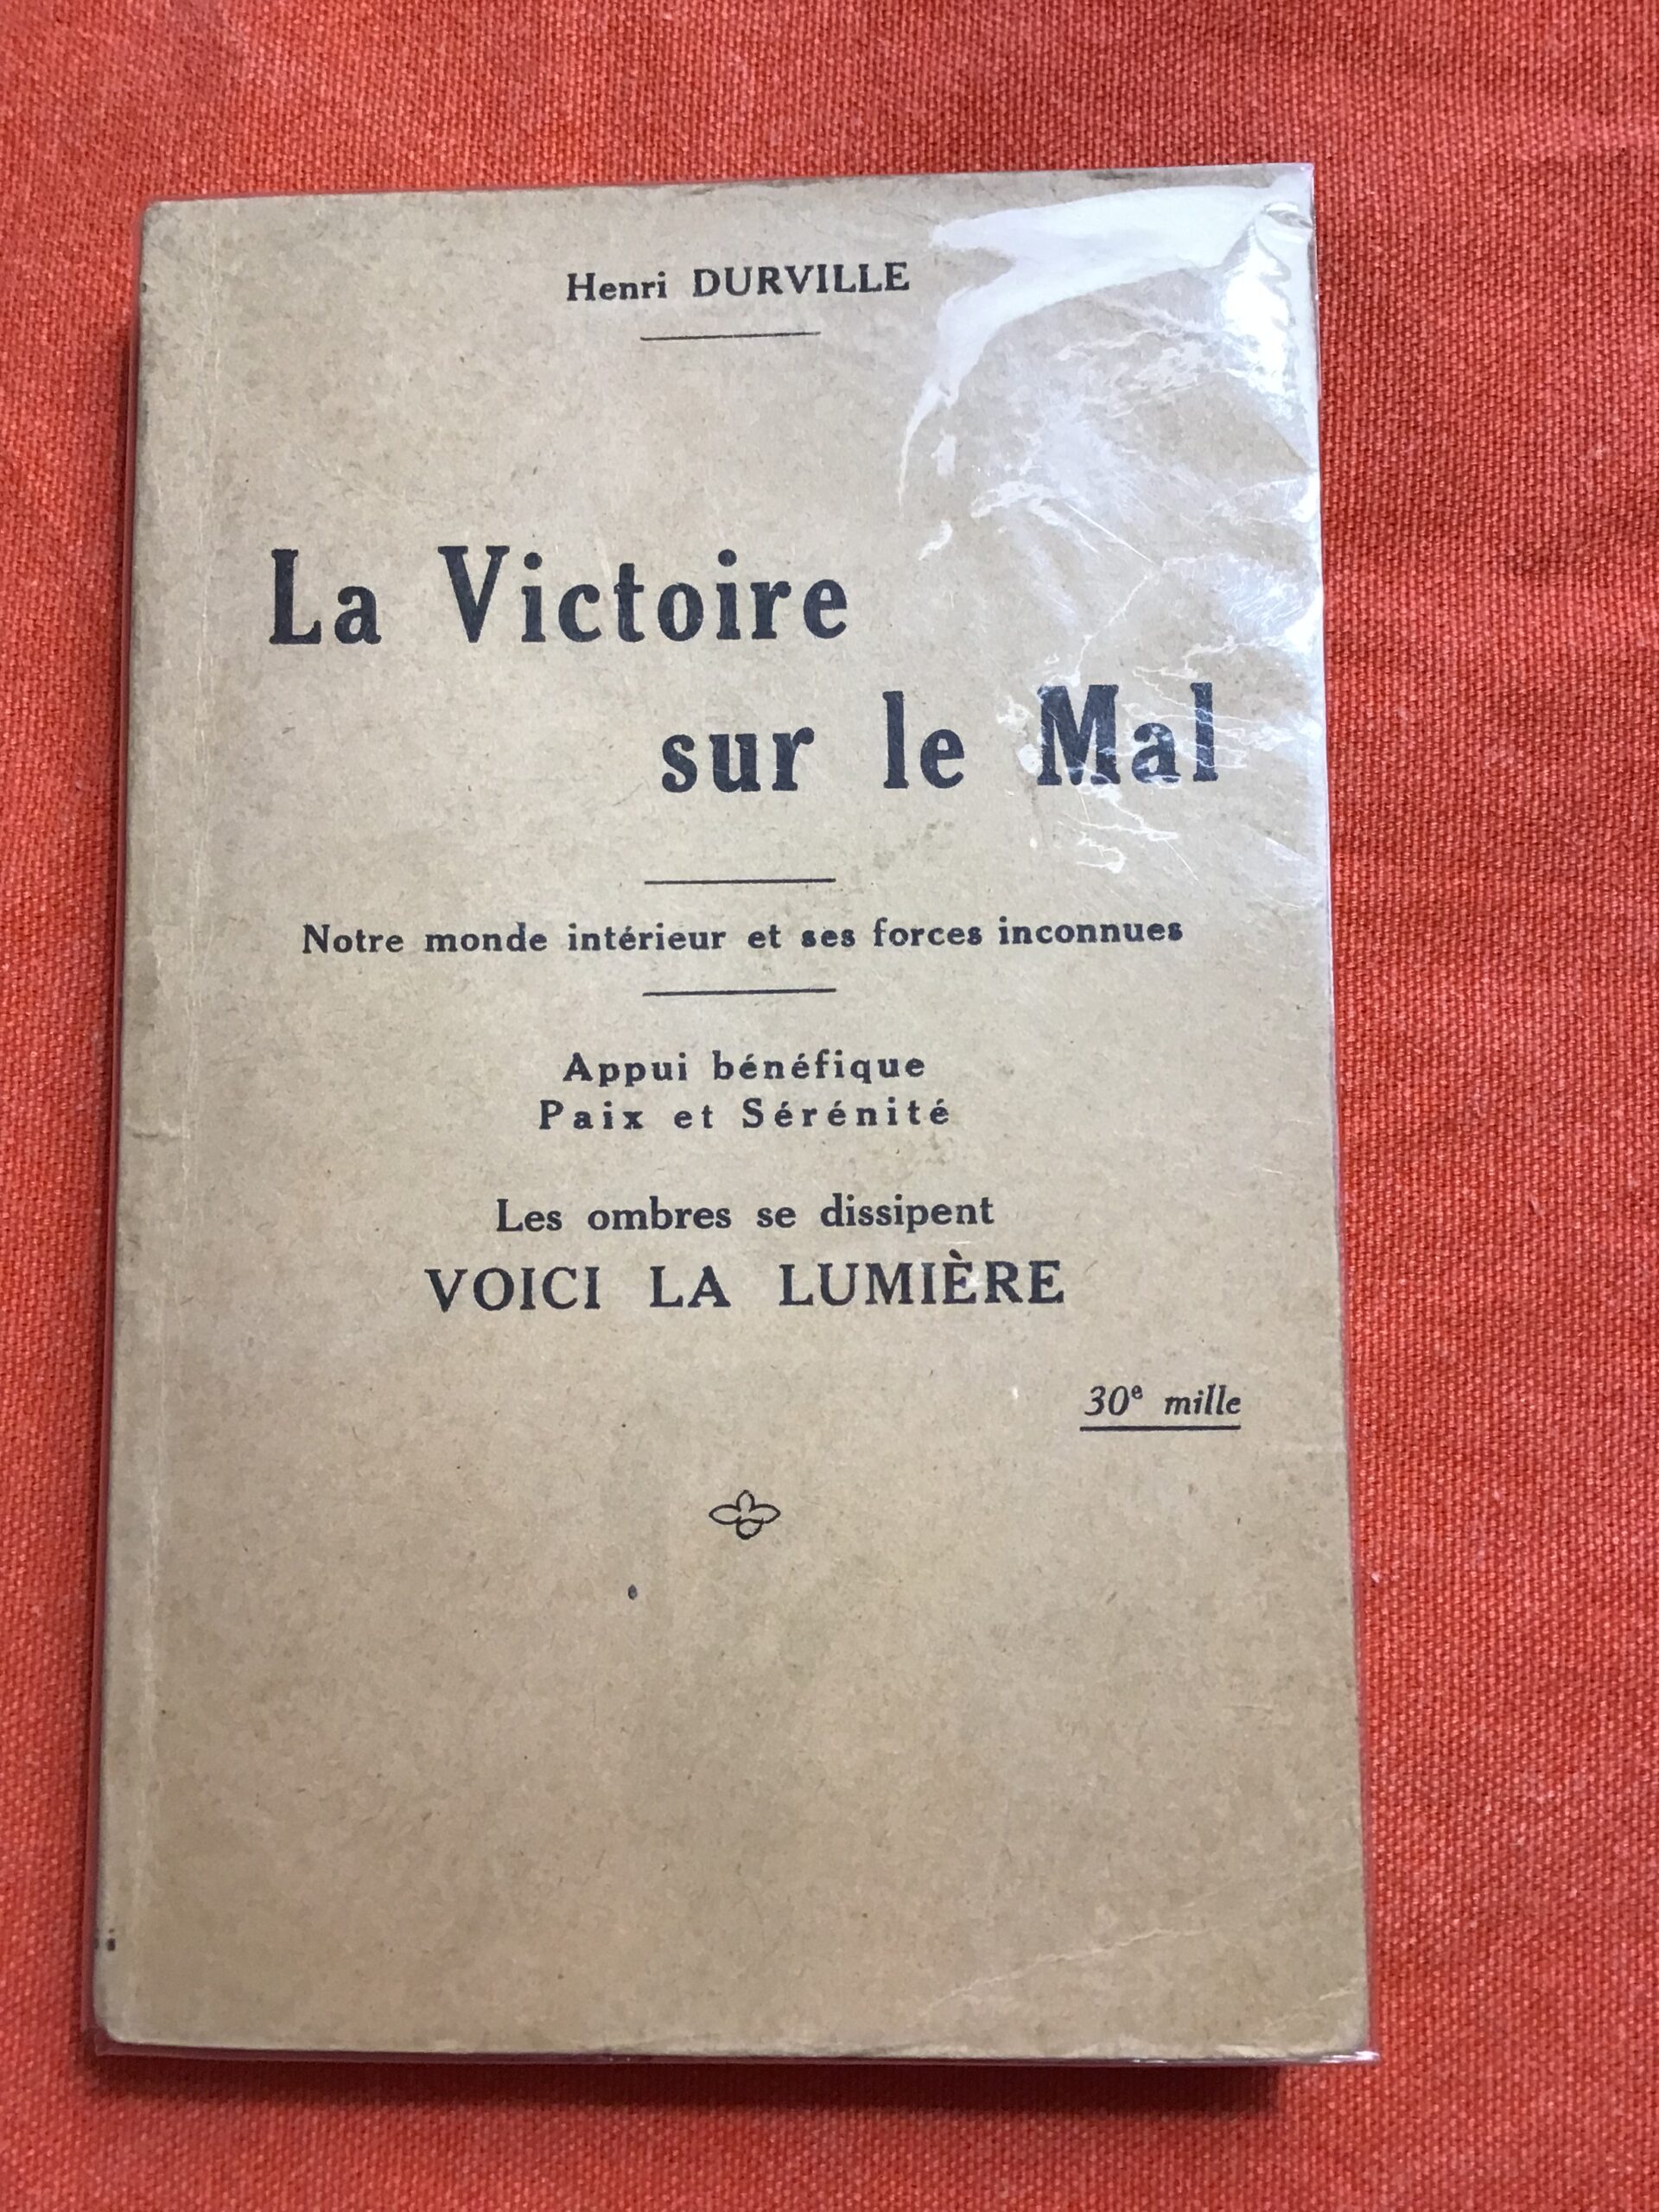 Henri DURVILLE
La Victoire
sur le Mal
Notre monde intérieur et ses forces inconnues
Appui bénéfique
Paix et Sérénité
Les ombres se dissipent
VOICI LA LUMIÈRE
30e mille